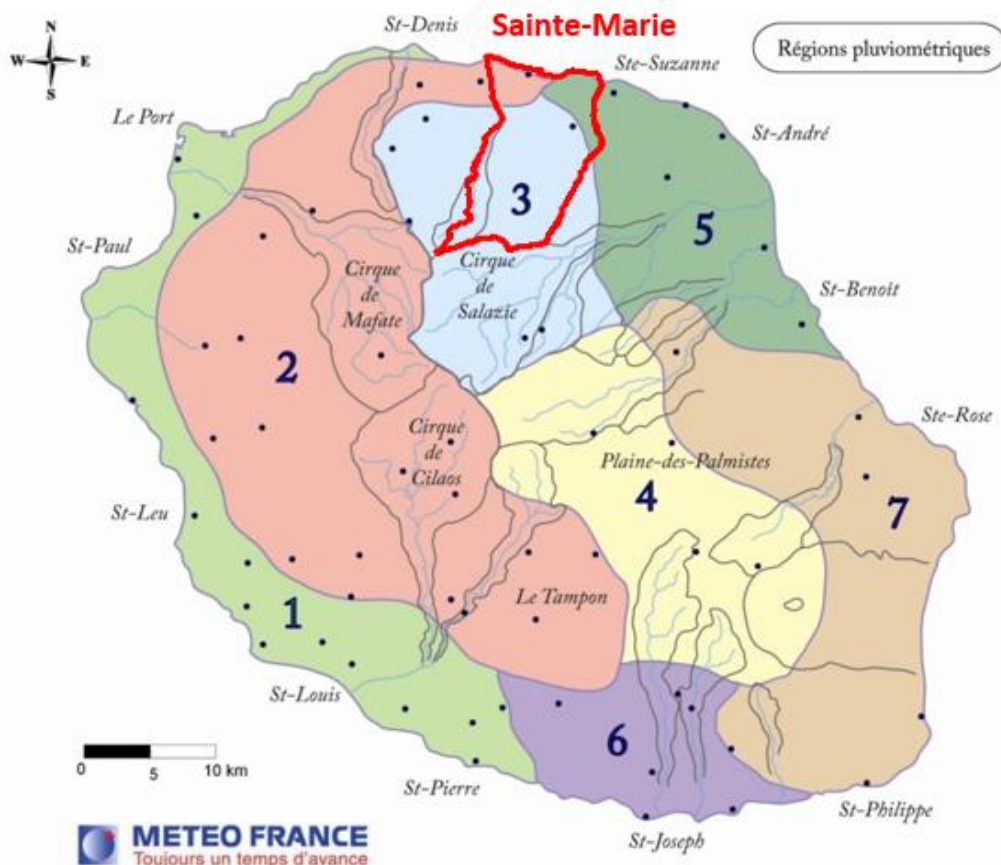 Sainte-Marie
Régions pluviométriques
N
W E
S
St-Denis
Ste-Suzanne
Le Port
St-André
3
5
St-Paul
Cirque
de
Mafate
Cirque
de
Salazie
St-Benoit
2
Cirque
de
Cilaos
Ste-Rose
Plaine-des-Palmistes
4
7
St-Leu
1
Le Tampon
St-Louis
6
0 5 10 km
St-Pierre
St-Philippe
St-Joseph
METEO FRANCE
Toujours un temps d'avance